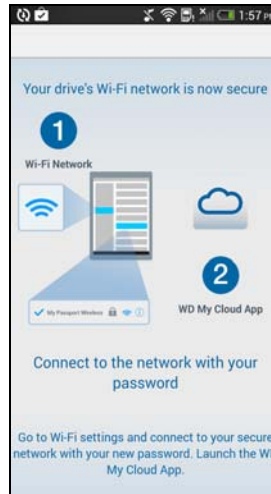 1:57 PM
Your drive's Wi-Fi network is now secure
1
Wi-Fi Network
My Passport Wireless
2
WD My Cloud App
Connect to the network with your
password
Go to Wi-Fi settings and connect to your secure
network with your new password. Launch the WD
My Cloud App.